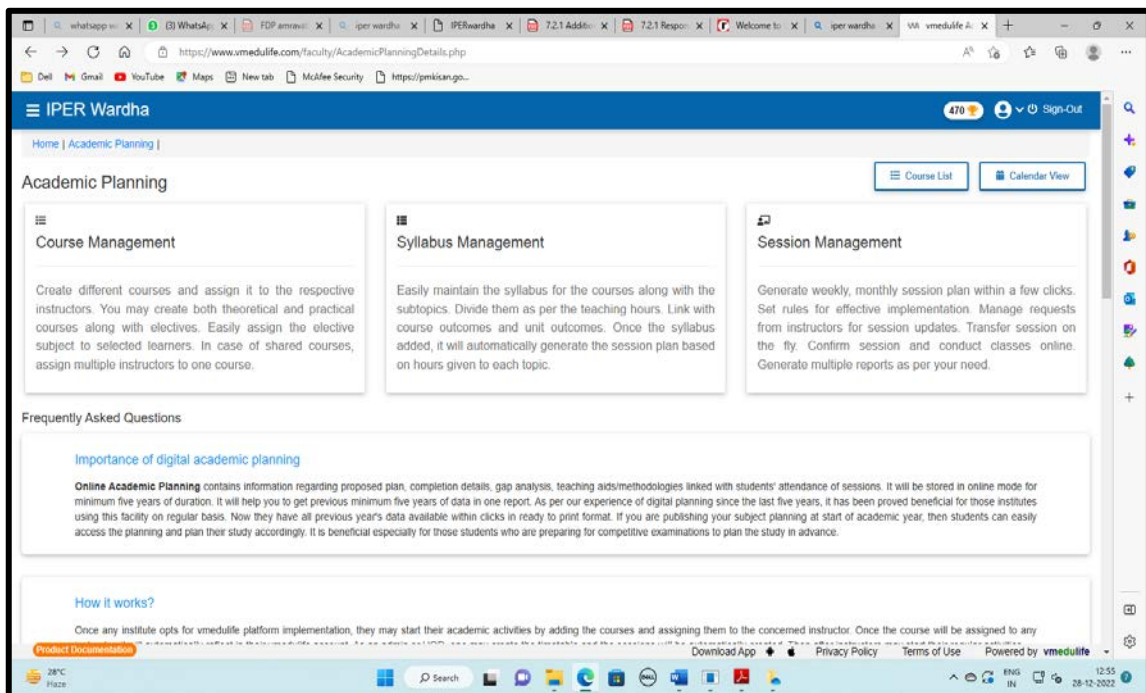 whatsapp w
(3) WhatsAp
FDP amravat
iper wardha
IPERwardha
7.2.1 Additio
7.2.1 Respon
Welcome to
iper wardha
vmedulife A
https://www.vmedulife.com/faculty/AcademicPlanningDetails.php
Dell
Gmail
YouTube
Maps
New tab
McAfee Security
https://pmkisan.go...
IPER Wardha
470
Sign-Out
Home | Academic Planning |
Academic Planning
Course List
Calendar View
Course Management
Create different courses and assign it to the respective
instructors. You may create both theoretical and practical
courses along with electives. Easily assign the elective
subject to selected learners. In case of shared courses,
assign multiple instructors to one course.
Syllabus Management
Easily maintain the syllabus for the courses along with the
subtopics. Divide them as per the teaching hours. Link with
course outcomes and unit outcomes. Once the syllabus
added, it will automatically generate the session plan based
on hours given to each topic.
Session Management
Generate weekly, monthly session plan within a few clicks.
Set rules for effective implementation. Manage requests
from instructors for session updates. Transfer session on
the fly. Confirm session and conduct classes online.
Generate multiple reports as per your need.
Frequently Asked Questions
Importance of digital academic planning
Online Academic Planning contains information regarding proposed plan, completion details, gap analysis, teaching aids/methodologies linked with students' attendance of sessions. It will be stored in online mode for
minimum five years of duration. It will help you to get previous minimum five years of data in one report. As per our experience of digital planning since the last five years, it has been proved beneficial for those institutes
using this facility on regular basis. Now they have all previous year's data available within clicks in ready to print format. If you are publishing your subject planning at start of academic year, then students can easily
access the planning and plan their study accordingly. It is beneficial especially for those students who are preparing for competitive examinations to plan the study in advance.
How it works?
Once any institute opts for vmedulife platform implementation, they may start their academic activities by adding the courses and assigning them to the concerned instructor. Once the course will be assigned to any
Product Documentation
Download App
Privacy Policy
Terms of Use
Powered by vmedulife
28°C
Haze
Search
ENG
IN
12:55
28-12-2022